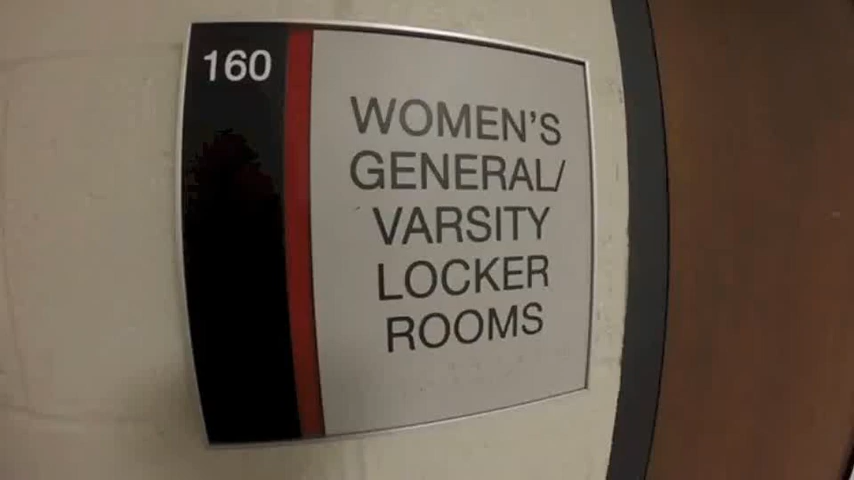 160
WOMEN'S
GENERAL/
VARSITY
LOCKER
ROOMS